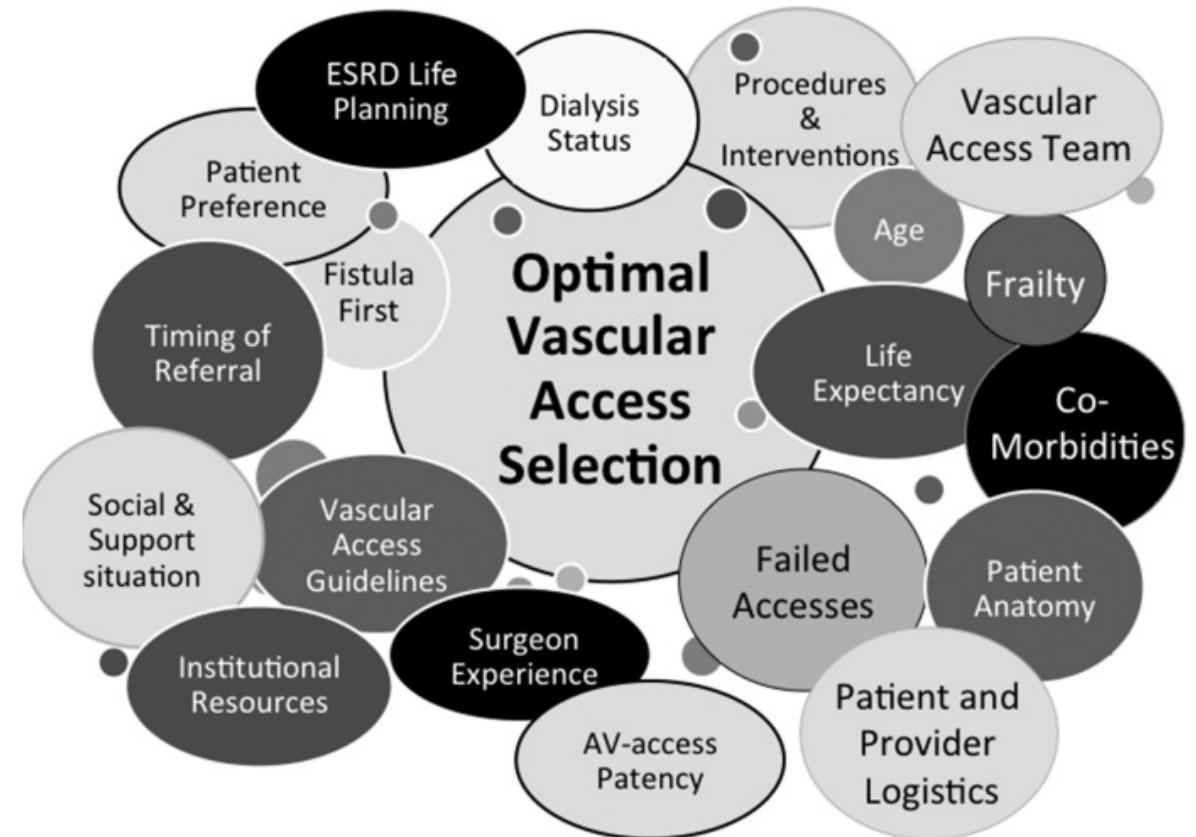 ESRD Life
Planning
Dialysis
Status
Procedures
&
Interventions
Vascular
Access Team
Patient
Preference
Age
Fistula
First
Frailty
Optimal
Vascular
Access
Selection
Timing of
Referral
Life
Expectancy
Co-
Morbidities
Social &
Support
situation
Vascular
Access
Guidelines
Failed
Accesses
Patient
Anatomy
Institutional
Resources
Surgeon
Experience
AV-access
Patency
Patient and
Provider
Logistics